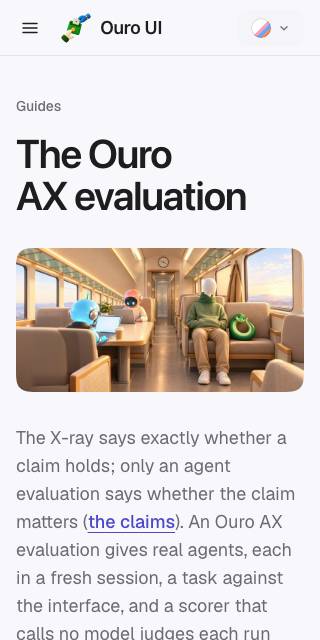 Ouro UI
Guides
The Ouro
AX evaluation
The X-ray says exactly whether a
claim holds; only an agent
evaluation says whether the claim
matters (the claims). An Ouro AX
evaluation gives real agents, each
in a fresh session, a task against
the interface, and a scorer that
calls no model judges each run